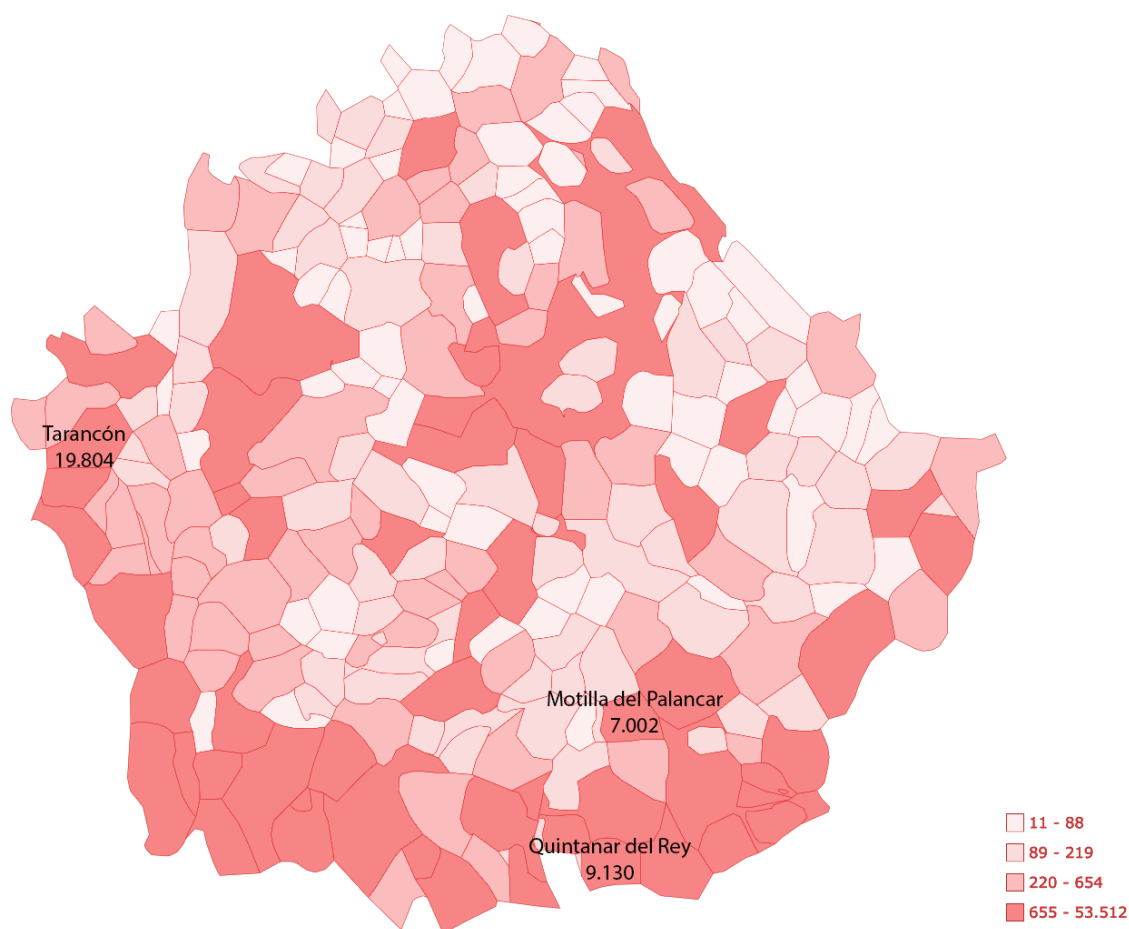 Tarancón
19.804
Motilla del Palancar
7.002
Quintanar del Rey
9.130
11 - 88
89 - 219
220 - 654
655 - 53.512